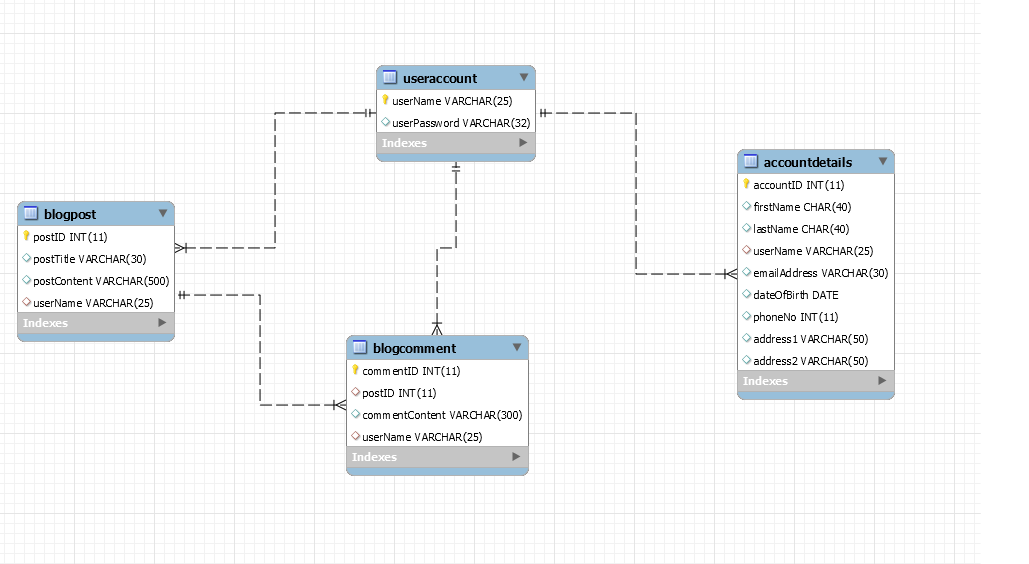 useraccount
userName VARCHAR(25)
userPassword VARCHAR(32)
Indexes
accountdetails
accountID INT(11)
firstName CHAR(40)
lastName CHAR(40)
userName VARCHAR(25)
emailAddress VARCHAR(30)
dateOfBirth DATE
phoneNo INT(11)
address1 VARCHAR(50)
address2 VARCHAR(50)
Indexes
blogpost
postID INT(11)
postTitle VARCHAR(30)
postContent VARCHAR(500)
userName VARCHAR(25)
Indexes
blogcomment
commentID INT(11)
postID INT(11)
commentContent VARCHAR(300)
userName VARCHAR(25)
Indexes